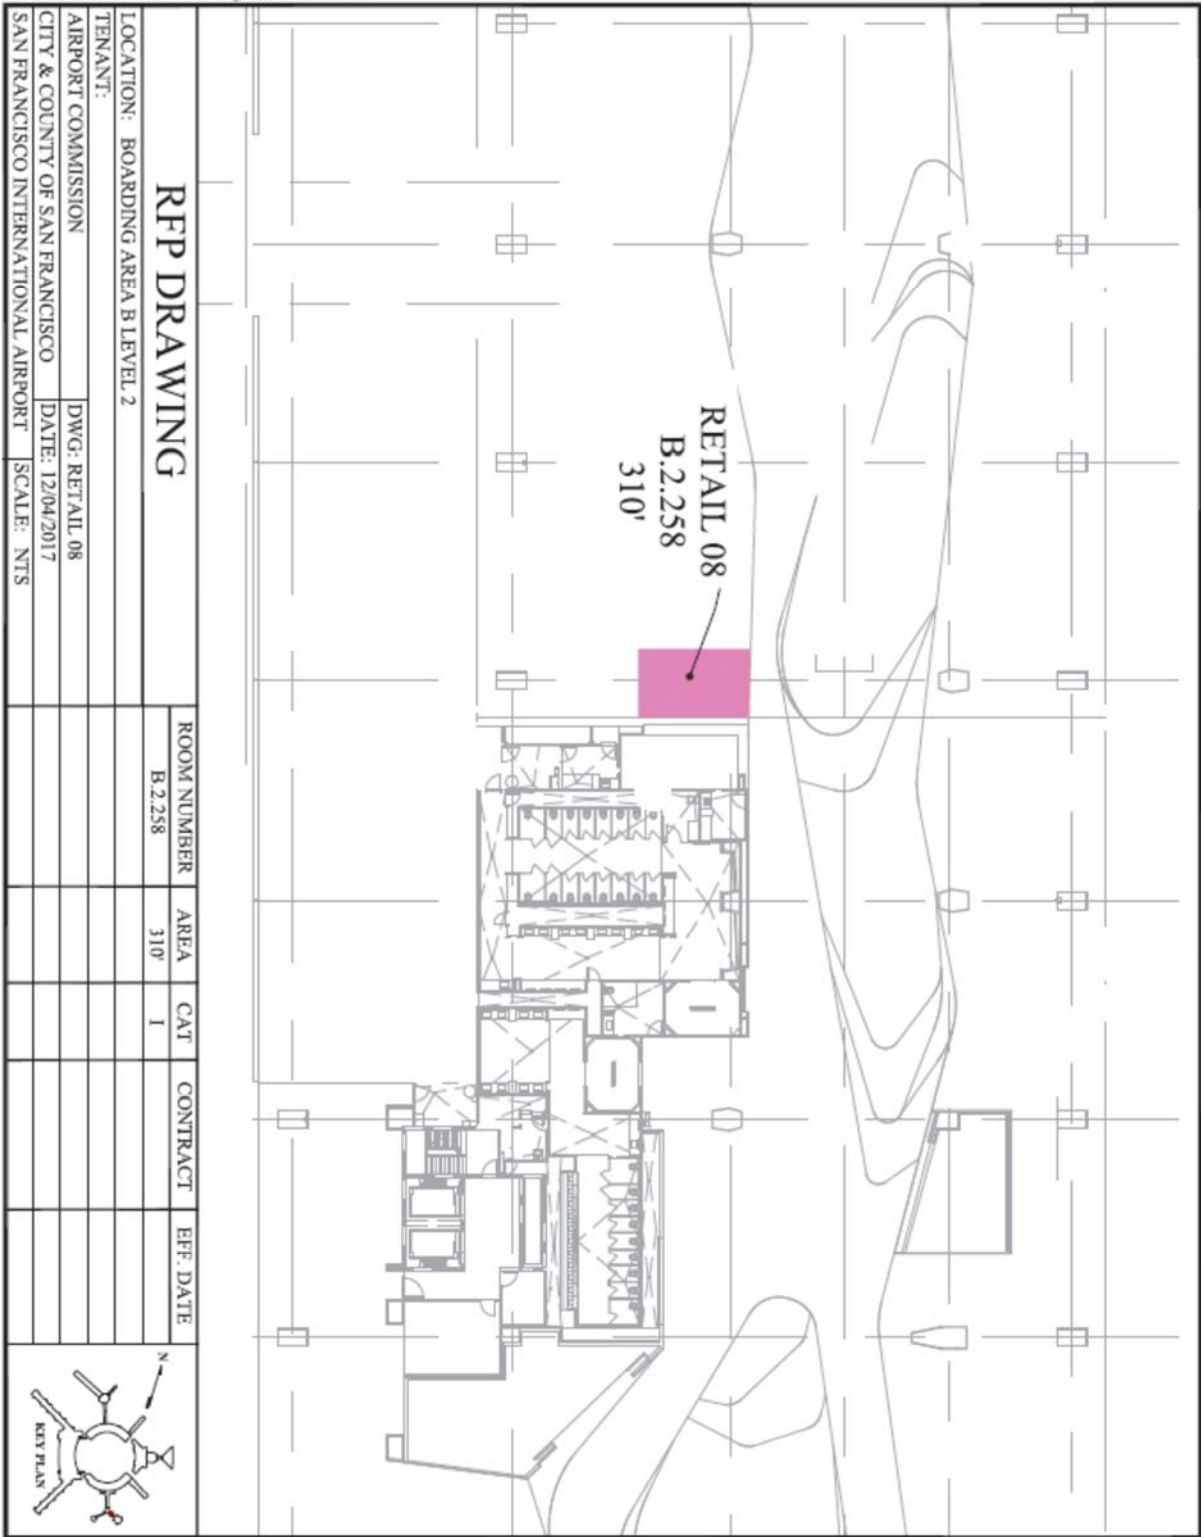 RETAIL 08
B.2.258
310'
RFP DRAWING
LOCATION: BOARDING AREA B LEVEL 2
TENANT:
AIRPORT COMMISSION
CITY & COUNTY OF SAN FRANCISCO
SAN FRANCISCO INTERNATIONAL AIRPORT
DWG: RETAIL 08
DATE: 12/04/2017
SCALE: NTS
ROOM NUMBER AREA CAT CONTRACT EFF. DATE
B.2.258 310' I
N
KEY PLAN